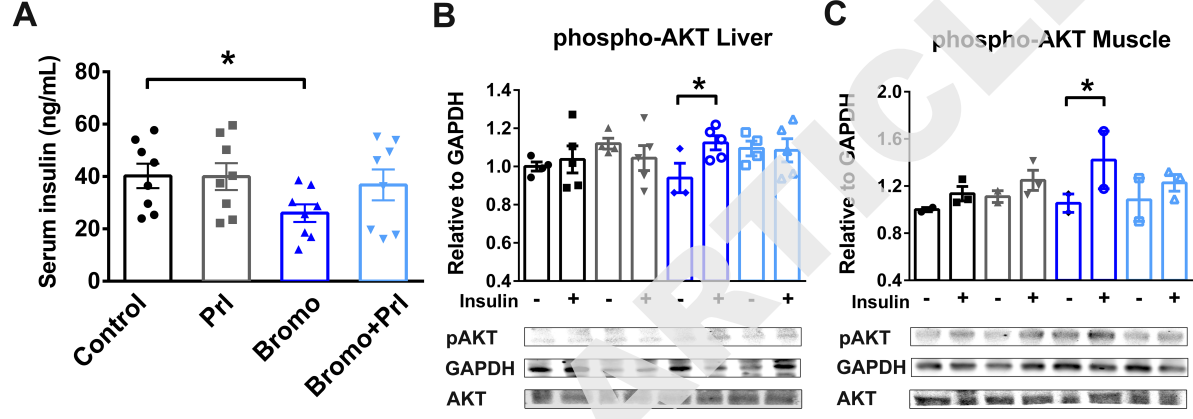 A
Serum insulin (ng/mL)
80
60
40
20
0
*
Control
Prl
Bromo
Bromo+Prl
B
phospho-AKT Liver
Relative to GAPDH
1.4
1.2
1.0
0.8
0.6
0.4
*
Insulin - + - + - + - +
pAKT
GAPDH
AKT
C
phospho-AKT Muscle
Relative to GAPDH
2.0
1.6
1.2
0.8
0.4
*
Insulin - + - + - + - +
pAKT
GAPDH
AKT
ARTICLE